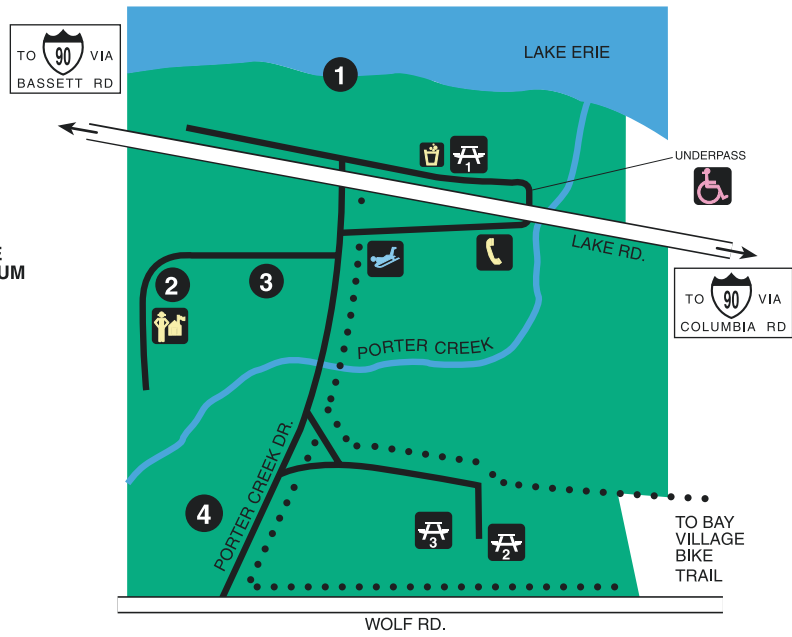 LAKE ERIE
TO 90 VIA
BASSETT RD
1
1
UNDERPASS
LAKE RD.
E
UM
2
3
TO 90 VIA
COLUMBIA RD
PORTER CREEK
PORTER CREEK DR.
4
3
2
TO BAY
VILLAGE
BIKE
TRAIL
WOLF RD.